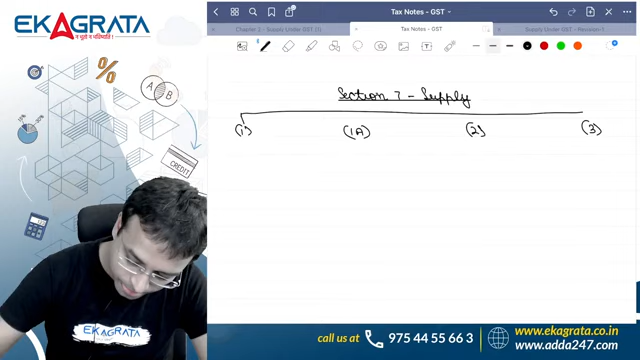 EKAGRATA
Tax Notes - GST
Chapter 1 - Supply Under GST (1)
Tax Notes - GST
Supply Under GST - Revision-1
Section 7 - Supply
(1)
(1A)
(2)
(3)
A
B
%
CREDIT CARD
EKAGRATA
call us at
975 44 55 66 3
www.ekagrata.co.in
www.adda247.com